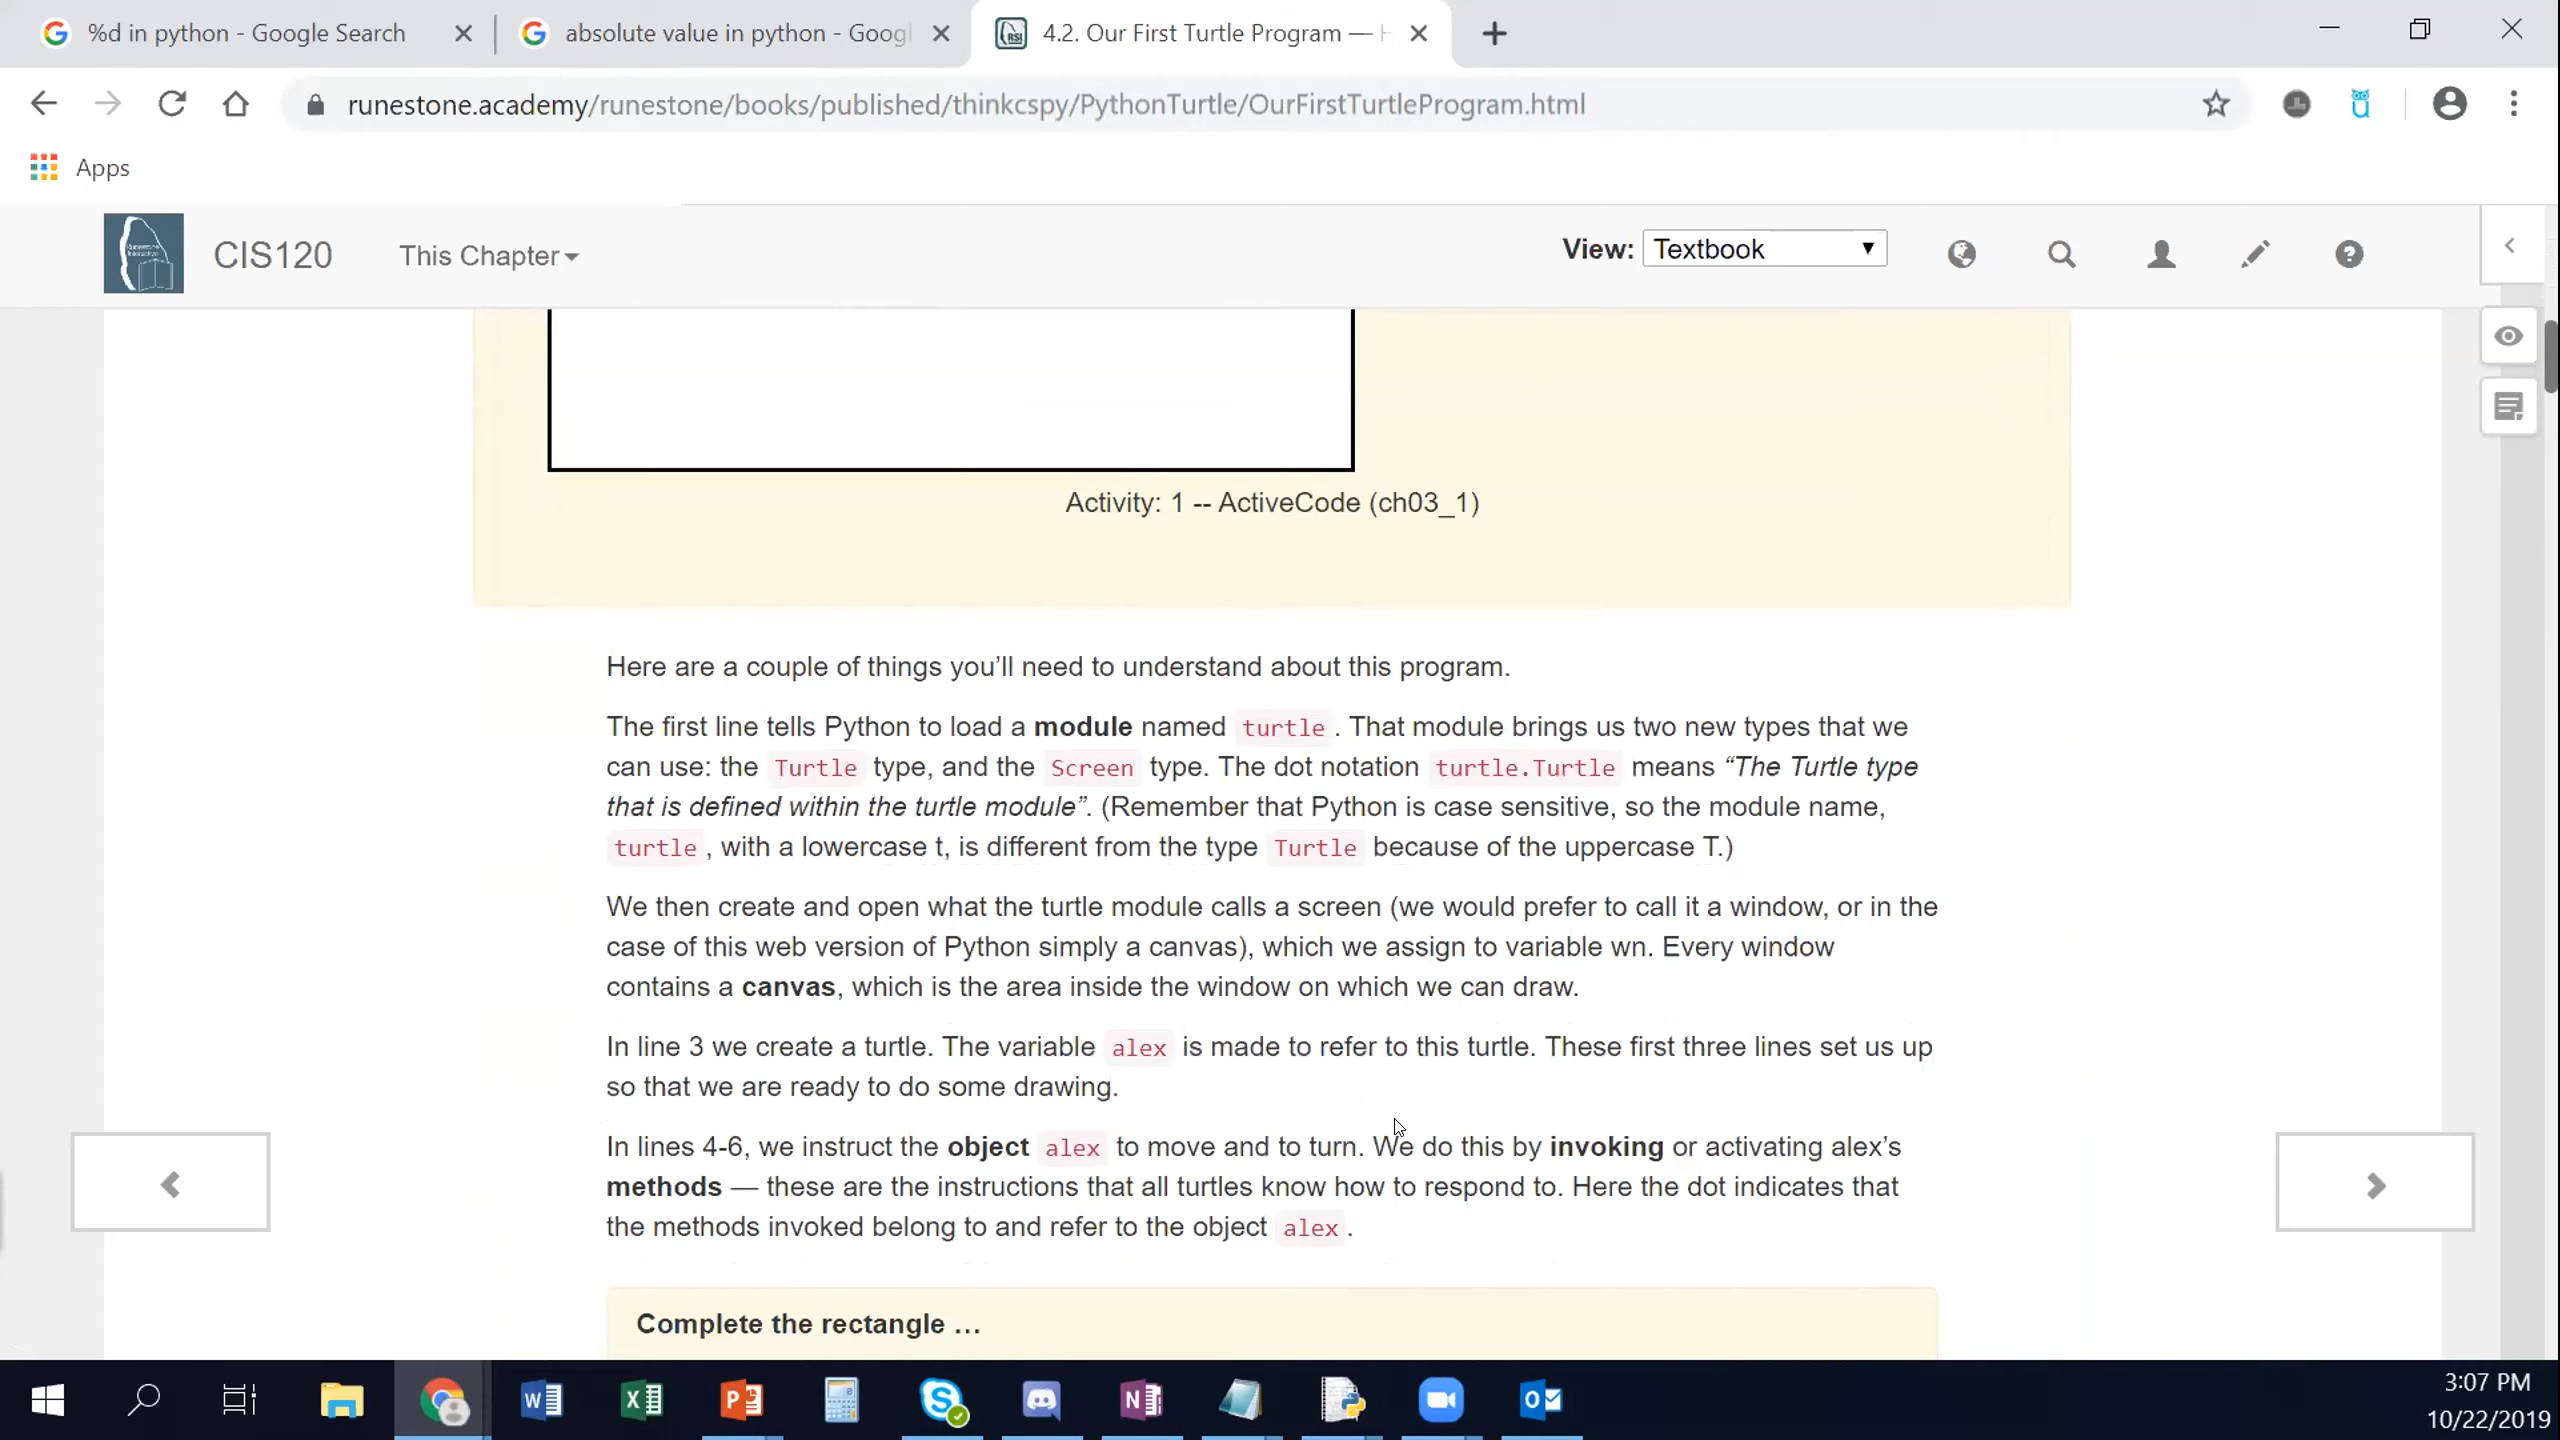 %d in python - Google Search
absolute value in python - Googl
4.2. Our First Turtle Program —
runestone.academy/runestone/books/published/thinkcspy/PythonTurtle/OurFirstTurtleProgram.html
Apps
CIS120
This Chapter
View:
Textbook
Activity: 1 -- ActiveCode (ch03_1)
Here are a couple of things you’ll need to understand about this program.
The first line tells Python to load a module named turtle . That module brings us two new types that we
can use: the Turtle type, and the Screen type. The dot notation turtle.Turtle means “The Turtle type
that is defined within the turtle module”. (Remember that Python is case sensitive, so the module name,
turtle , with a lowercase t, is different from the type Turtle because of the uppercase T.)
We then create and open what the turtle module calls a screen (we would prefer to call it a window, or in the
case of this web version of Python simply a canvas), which we assign to variable wn. Every window
contains a canvas, which is the area inside the window on which we can draw.
In line 3 we create a turtle. The variable alex is made to refer to this turtle. These first three lines set us up
so that we are ready to do some drawing.
In lines 4-6, we instruct the object alex to move and to turn. We do this by invoking or activating alex’s
methods — these are the instructions that all turtles know how to respond to. Here the dot indicates that
the methods invoked belong to and refer to the object alex .
Complete the rectangle …
3:07 PM
10/22/2019